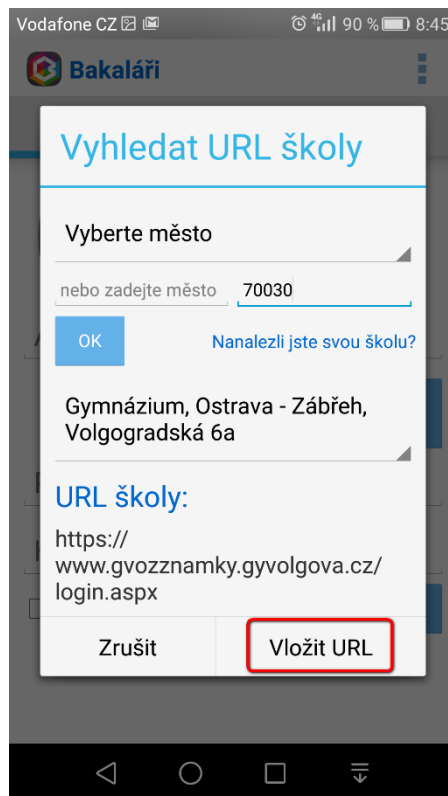 Vodafone CZ 4G 90 % 8:45
Bakaláři
Vyhledat URL školy
Vyberte město
nebo zadejte město 70030
OK Nanalezli jste svou školu?
Gymnázium, Ostrava - Zábřeh,
Volgogradská 6a
URL školy:
https://
www.gvozznamky.gyvolgova.cz/
login.aspx
Zrušit Vložit URL